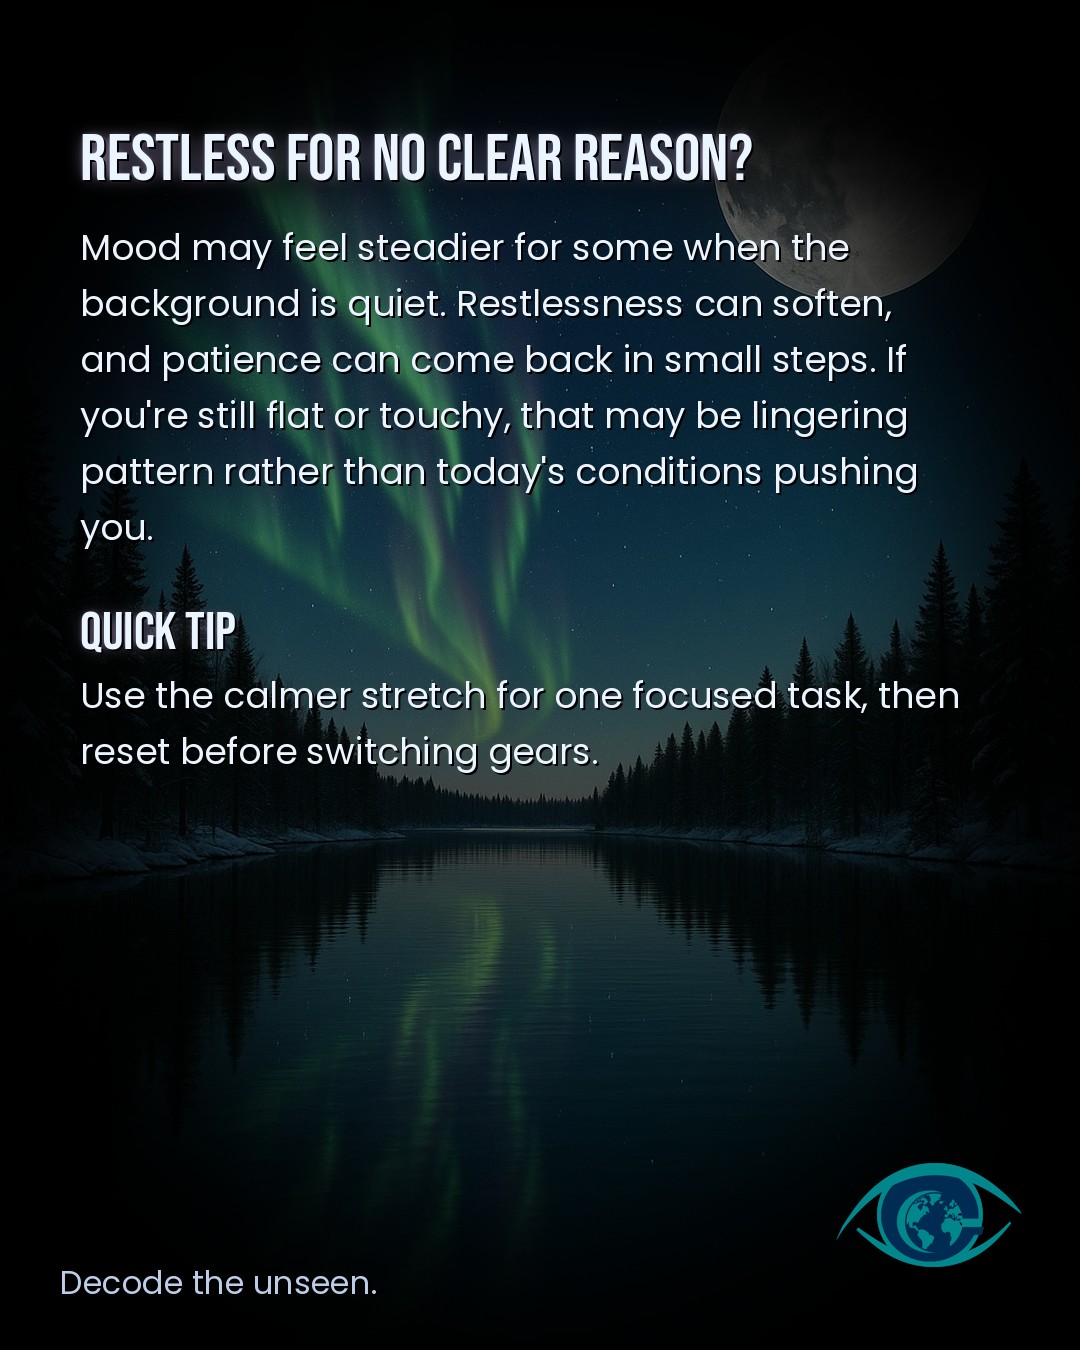 RESTLESS FOR NO CLEAR REASON?
Mood may feel steadier for some when the
background is quiet. Restlessness can soften,
and patience can come back in small steps. If
you're still flat or touchy, that may be lingering
pattern rather than today's conditions pushing
you.
QUICK TIP
Use the calmer stretch for one focused task, then
reset before switching gears.
Decode the unseen.